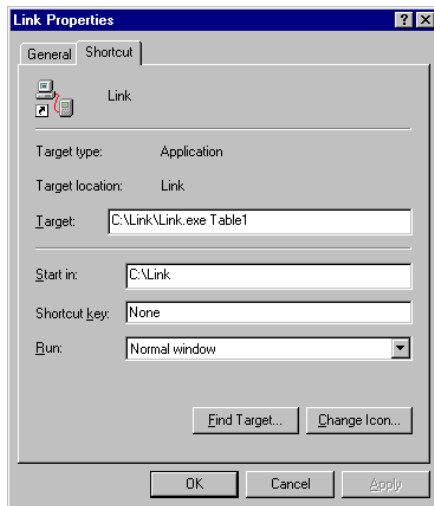 Link Properties
General Shortcut
Link
Target type: Application
Target location: Link
Target: C:\Link\Link.exe Table1
Start in: C:\Link
Shortcut key: None
Run: Normal window
Find Target... Change Icon...
OK Cancel Apply